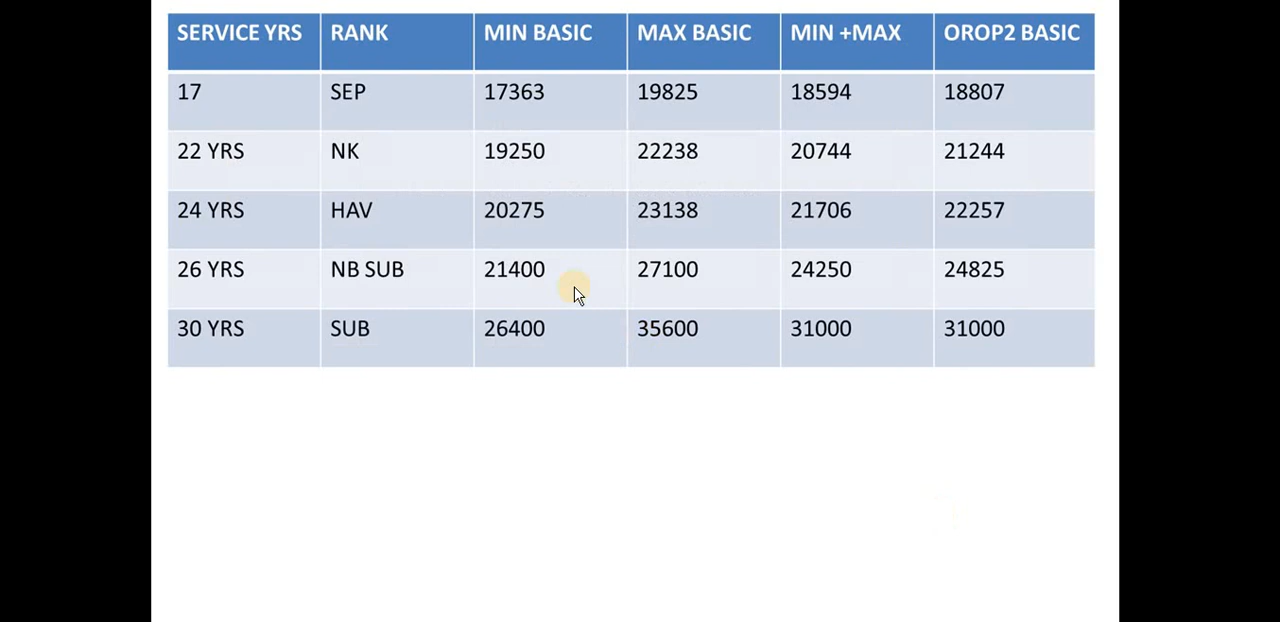 SERVICE YRS RANK MIN BASIC MAX BASIC MIN +MAX OROP2 BASIC
17 SEP 17363 19825 18594 18807
22 YRS NK 19250 22238 20744 21244
24 YRS HAV 20275 23138 21706 22257
26 YRS NB SUB 21400 27100 24250 24825
30 YRS SUB 26400 35600 31000 31000